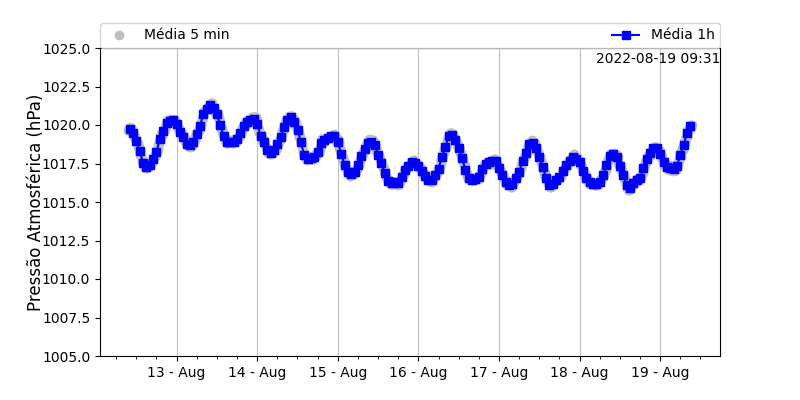 Média 5 min
Média 1h
2022-08-19 09:31
Pressão Atmosférica (hPa)
1025.0
1022.5
1020.0
1017.5
1015.0
1012.5
1010.0
1007.5
1005.0
13 - Aug
14 - Aug
15 - Aug
16 - Aug
17 - Aug
18 - Aug
19 - Aug